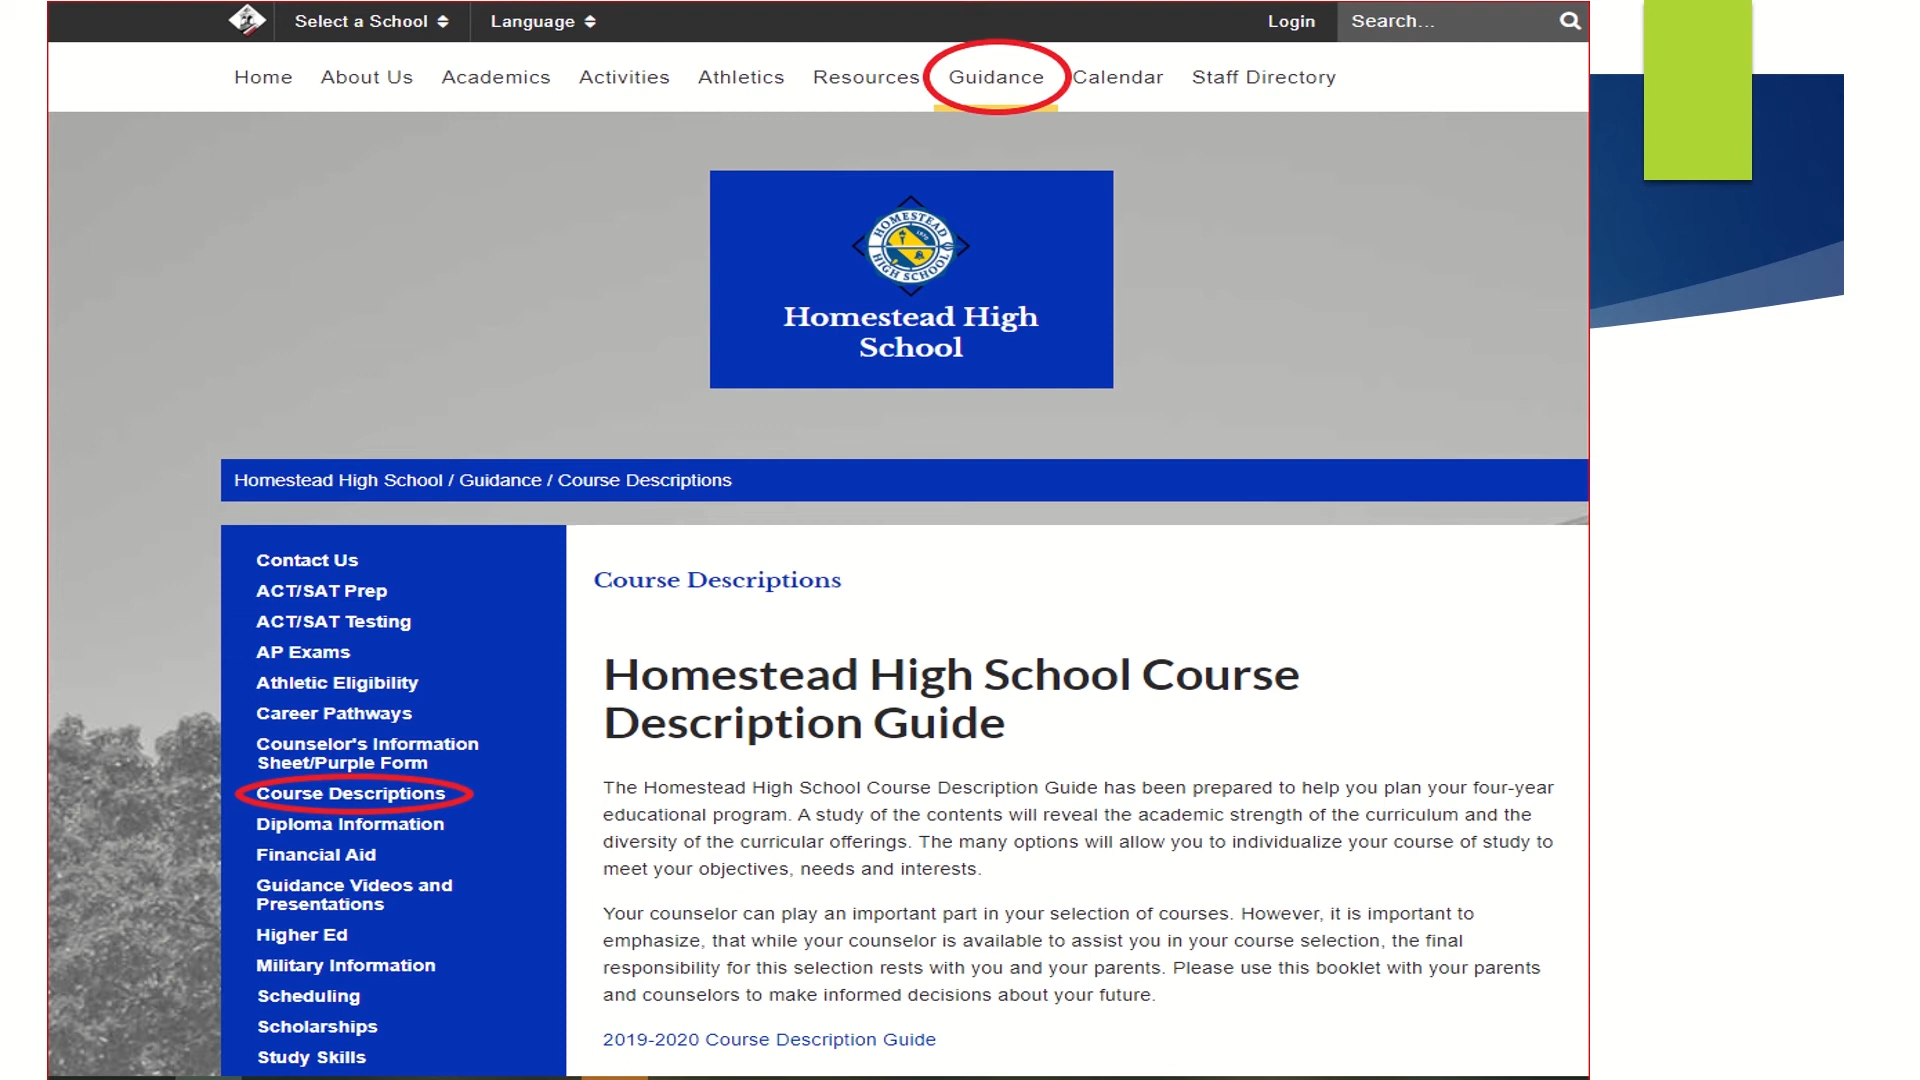 Select a School
Language
Login
Search...
Home
About Us
Academics
Activities
Athletics
Resources
Guidance
Calendar
Staff Directory
HOMESTEAD
HIGH SCHOOL
Homestead High
School
Homestead High School / Guidance / Course Descriptions
Contact Us
ACT/SAT Prep
ACT/SAT Testing
AP Exams
Athletic Eligibility
Career Pathways
Counselor's Information
Sheet/Purple Form
Course Descriptions
Diploma Information
Financial Aid
Guidance Videos and
Presentations
Higher Ed
Military Information
Scheduling
Scholarships
Study Skills
Course Descriptions
Homestead High School Course
Description Guide
The Homestead High School Course Description Guide has been prepared to help you plan your four-year
educational program. A study of the contents will reveal the academic strength of the curriculum and the
diversity of the curricular offerings. The many options will allow you to individualize your course of study to
meet your objectives, needs and interests.
Your counselor can play an important part in your selection of courses. However, it is important to
emphasize, that while your counselor is available to assist you in your course selection, the final
responsibility for this selection rests with you and your parents. Please use this booklet with your parents
and counselors to make informed decisions about your future.
2019-2020 Course Description Guide